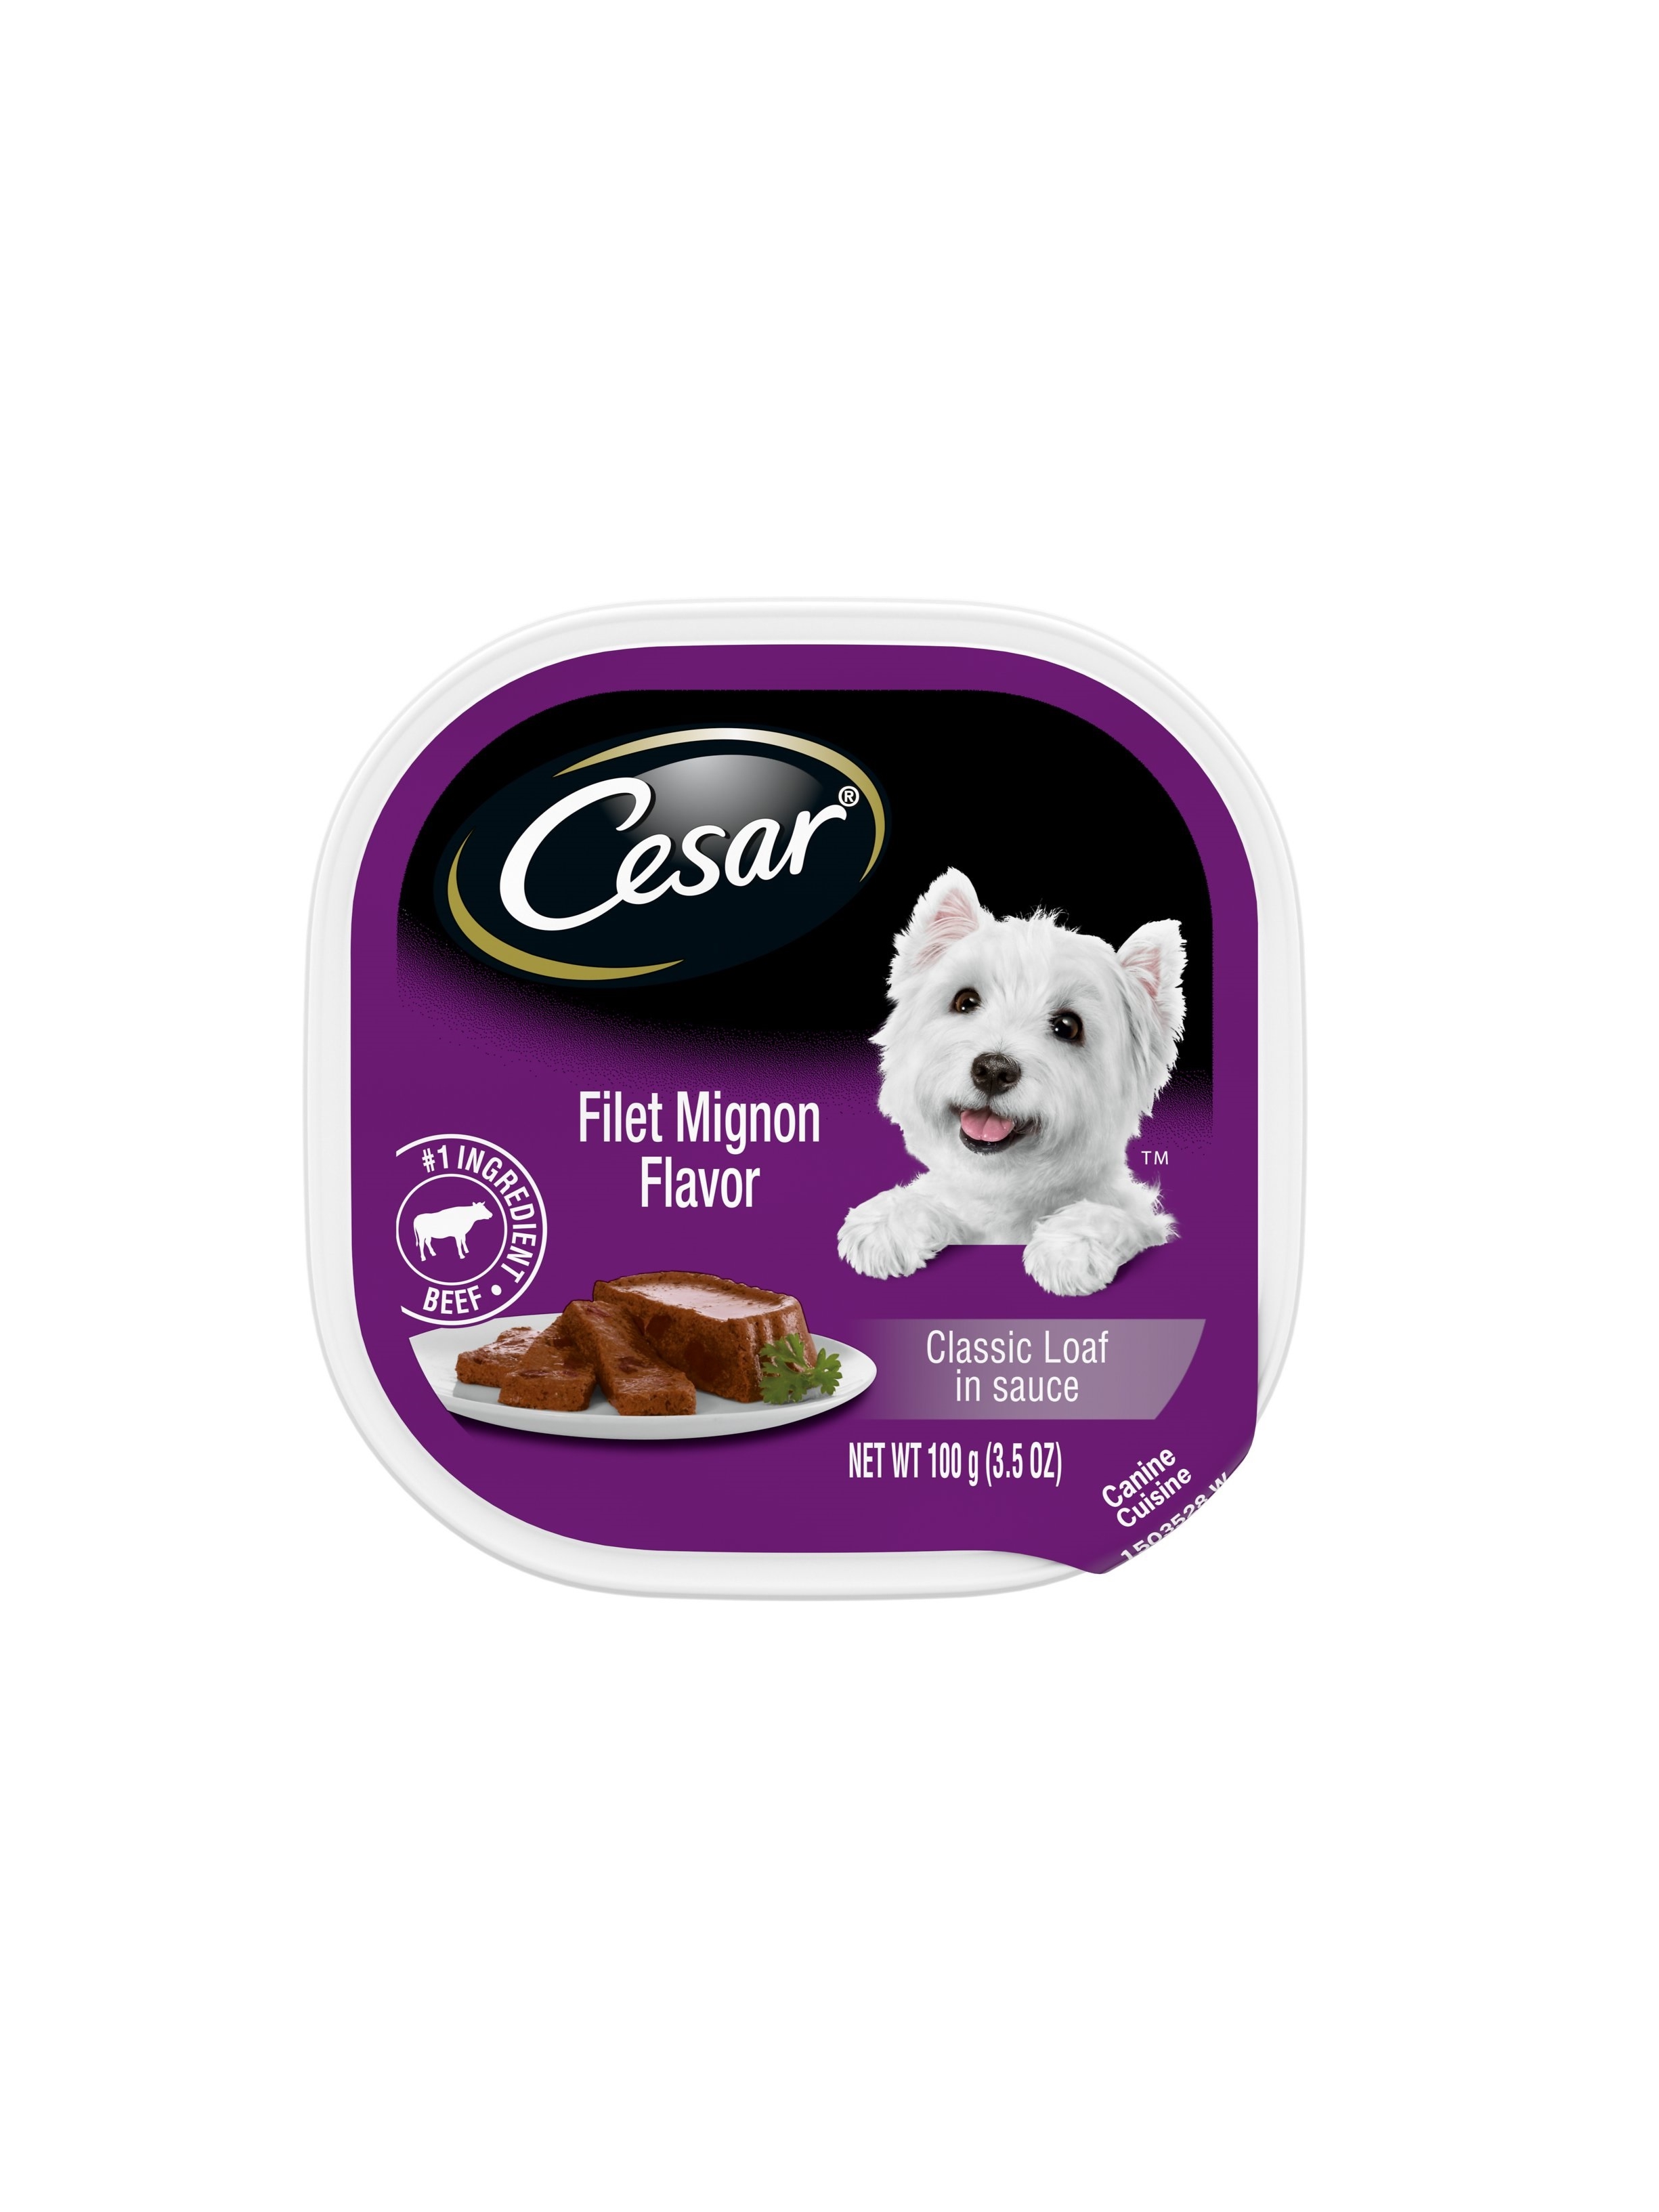 Cesar®
Filet Mignon
Flavor
#1 INGREDIENT •
BEEF
TM
Classic Loaf
in sauce
NET WT 100 g (3.5 OZ)
Canine
Cuisine
1503528 W